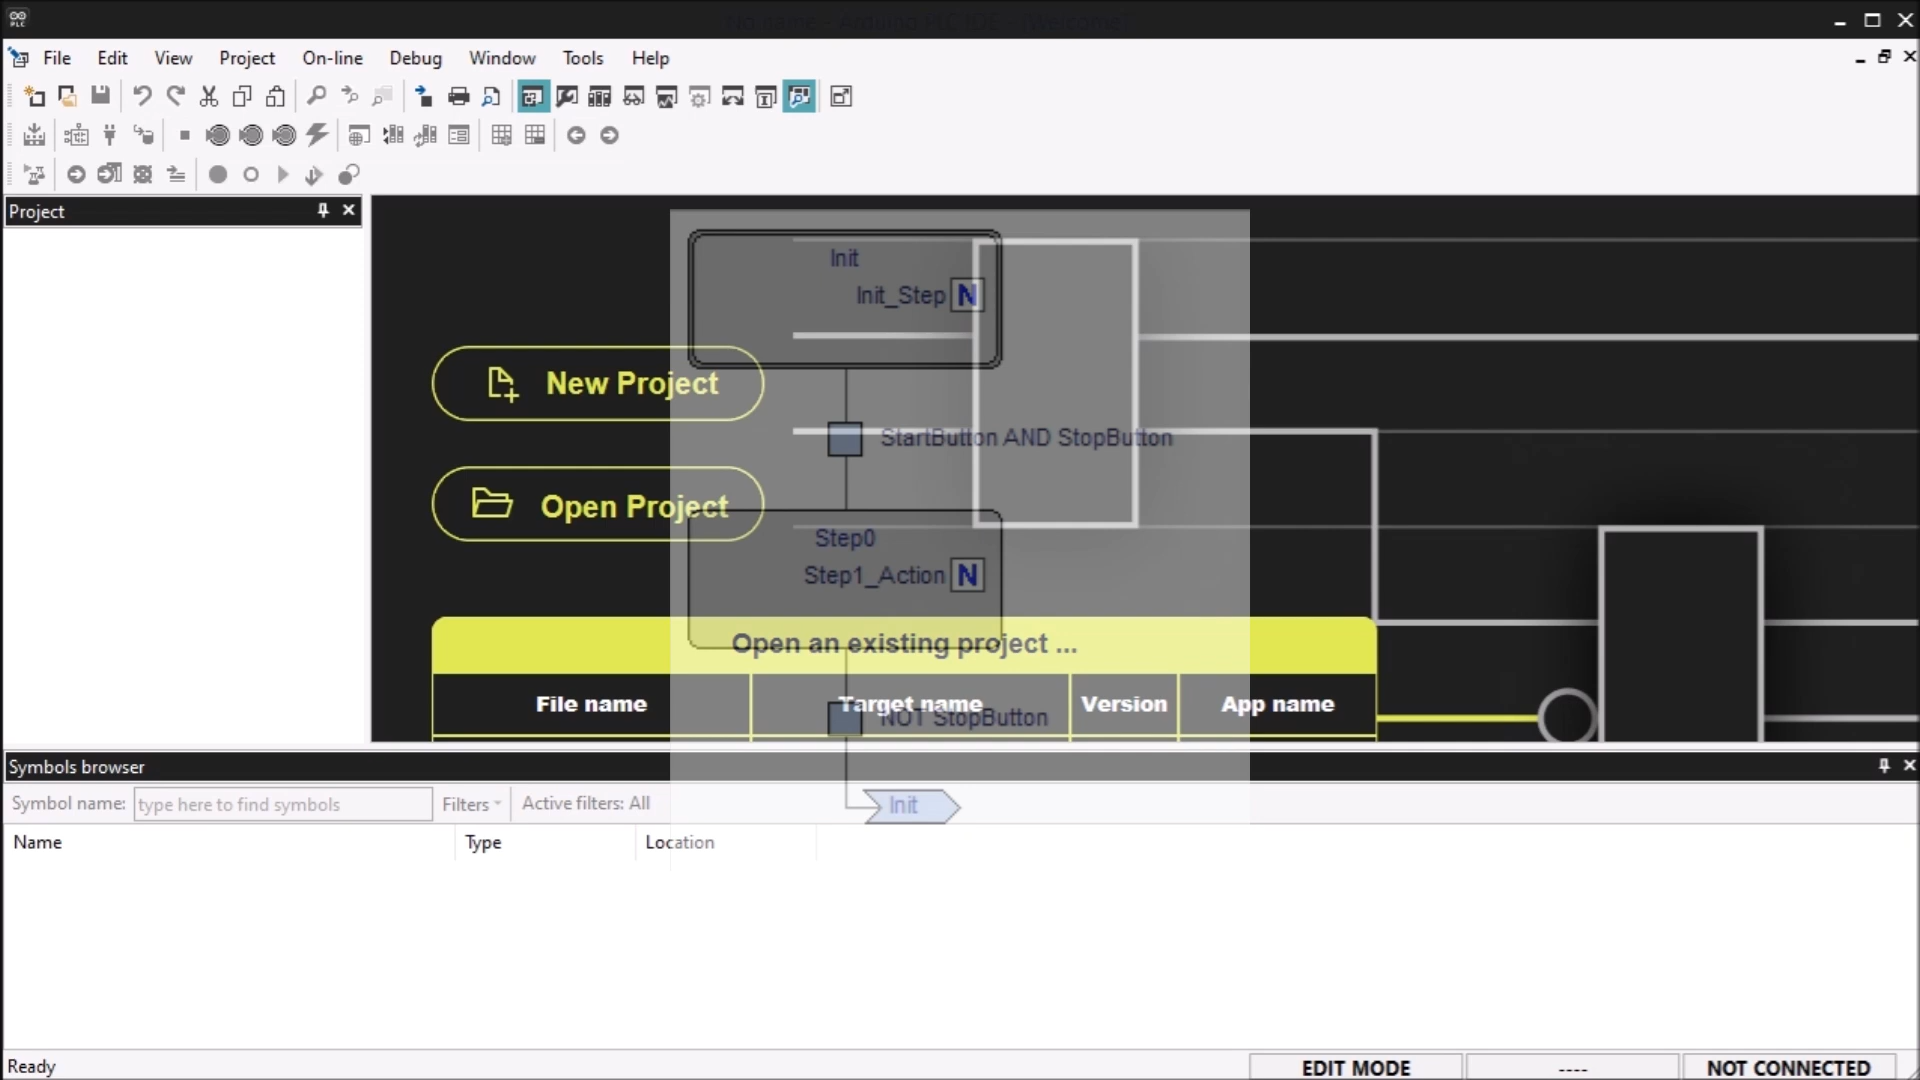 PLC
File Edit View Project On-line Debug Window Tools Help
Project
Init
Init_Step N
New Project
StartButton AND StopButton
Open Project
Step0
Step1_Action N
Open an existing project ...
File name Target name Version App name
NOT StopButton
Symbols browser
Symbol name: type here to find symbols Filters Active filters: All
Init
Name Type Location
Ready EDIT MODE ---- NOT CONNECTED